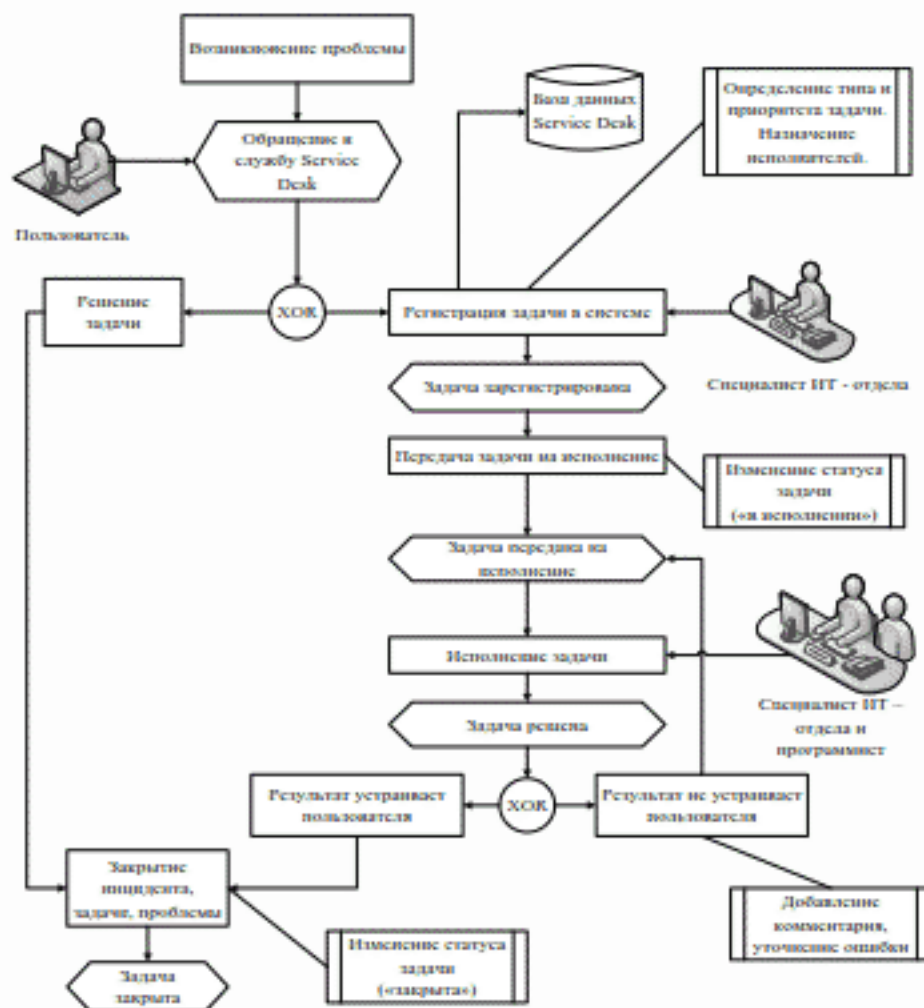 Возникновение проблемы
База данных
Service Desk
Определение типа и
приоритета задачи.
Назначение
исполнителей.
Обращение в
службу Service
Desk
Пользователь
Решение
задачи
XOR
Регистрация задачи в системе
Специалист ИТ - отдела
Задача зарегистрирована
Передача задачи на исполнение
Изменение статуса
задачи
(«в исполнении»)
Задача передана на
исполнение
Исполнение задачи
Специалист ИТ –
отдела и
программист
Задача решена
Результат устраивает
пользователя
XOR
Результат не устраивает
пользователя
Закрытие
инцидента,
задачи, проблемы
Добавление
комментария,
уточнение ошибки
Изменение статуса
задачи
(«закрыта»)
Задача
закрыта